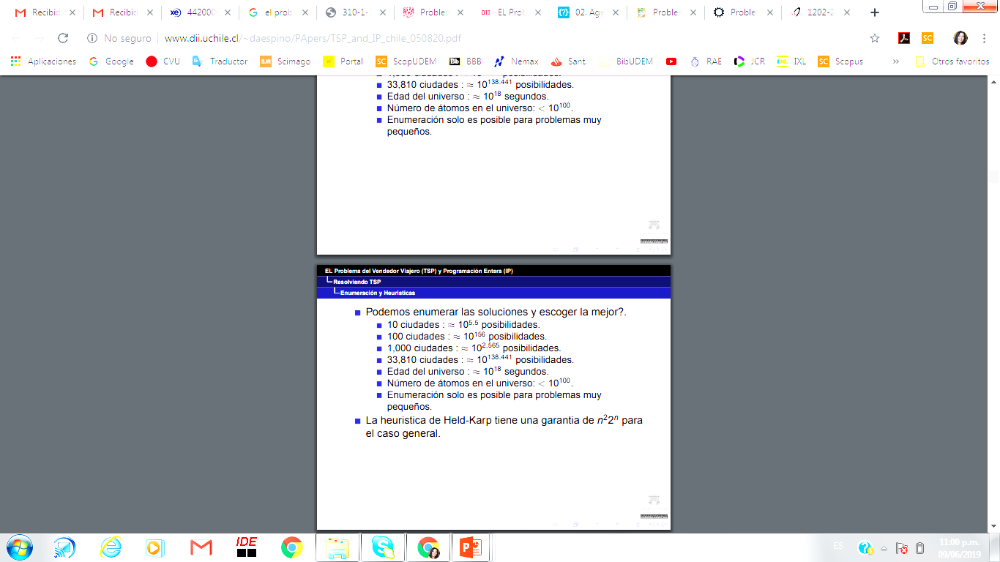 Recibid
Recibid
44200(
el prob
310-1-
Probler
EL Prob
02. Age
Probler
Proble
1202-2
No seguro
www.dii.uchile.cl/~daespino/PApers/TSP_and_IP_chile_050820.pdf
Aplicaciones
Google
CVU
Traductor
Scimago
Portal
ScopUDEM
BBB
Nemax
Sant.
BibUDEM
RAE
JCR
IXL
Scopus
Otros favoritos
33,810 ciudades : ≈ 10^138.441 posibilidades.
Edad del universo : ≈ 10^18 segundos.
Número de átomos en el universo: < 10^100.
Enumeración solo es posible para problemas muy
pequeños.
EL Problema del Vendedor Viajero (TSP) y Programación Entera (IP)
Resolviendo TSP
Enumeración y Heuristicas
Podemos enumerar las soluciones y escoger la mejor?.
10 ciudades : ≈ 10^5.5 posibilidades.
100 ciudades : ≈ 10^156 posibilidades.
1,000 ciudades : ≈ 10^2.565 posibilidades.
33,810 ciudades : ≈ 10^138.441 posibilidades.
Edad del universo : ≈ 10^18 segundos.
Número de átomos en el universo: < 10^100.
Enumeración solo es posible para problemas muy
pequeños.
La heuristica de Held-Karp tiene una garantia de n^2 2^n para
el caso general.
IDE
ES
11:00 p.m.
09/06/2019